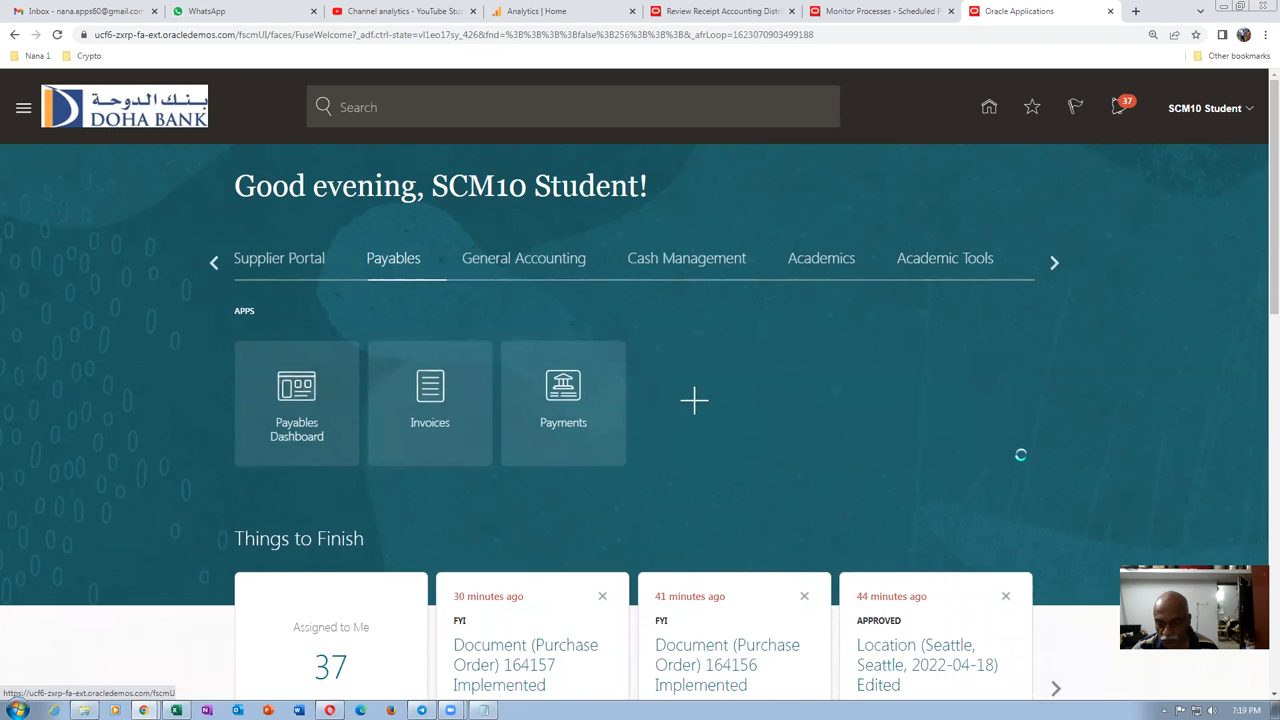 Inbox - nana.apps60@gmail.com
WhatsApp
Channel analytics - YouTube Stu
Analytics | Home
Review Receipt Accounting Distri
Monitor Processes - Scheduled P
Oracle Applications
ucf6-zxrp-fa-ext.oracledemos.com/fscmUI/faces/FuseWelcome?_adf.ctrl-state=vl1eo17sy_426&fnd=%3B%3B%3B%3Bfalse%3B256%3B%3B%3B&_afrLoop=1623070903499188
Nana 1
Crypto
Other bookmarks
بنك الدوحة
DOHA BANK
Search
37
SCM10 Student
Good evening, SCM10 Student!
Supplier Portal
Payables
General Accounting
Cash Management
Academics
Academic Tools
APPS
Payables
Dashboard
Invoices
Payments
Things to Finish
Assigned to Me
37
30 minutes ago
FYI
Document (Purchase
Order) 164157
Implemented
41 minutes ago
FYI
Document (Purchase
Order) 164156
Implemented
44 minutes ago
APPROVED
Location (Seattle,
Seattle, 2022-04-18)
Edited
https://ucf6-zxrp-fa-ext.oracledemos.com/fscmU
7:19 PM